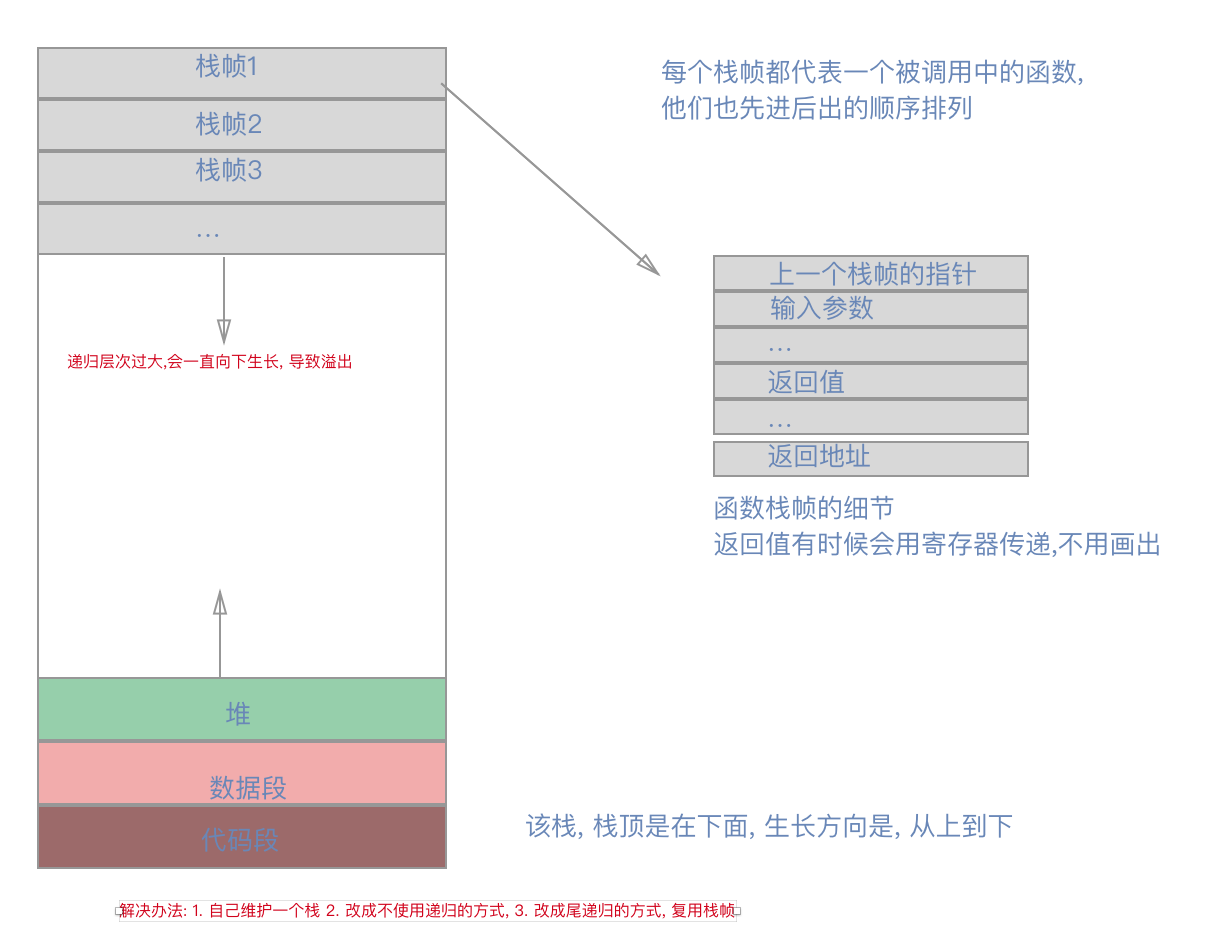 栈帧1
栈帧2
栈帧3
...
递归层次过大,会一直向下生长, 导致溢出
堆
数据段
代码段
每个栈帧都代表一个被调用中的函数,
他们也先进后出的顺序排列
上一个栈帧的指针
输入参数
...
返回值
...
返回地址
函数栈帧的细节
返回值有时候会用寄存器传递,不用画出
该栈, 栈顶是在下面, 生长方向是, 从上到下
解决办法: 1. 自己维护一个栈 2. 改成不使用递归的方式, 3. 改成尾递归的方式, 复用栈帧